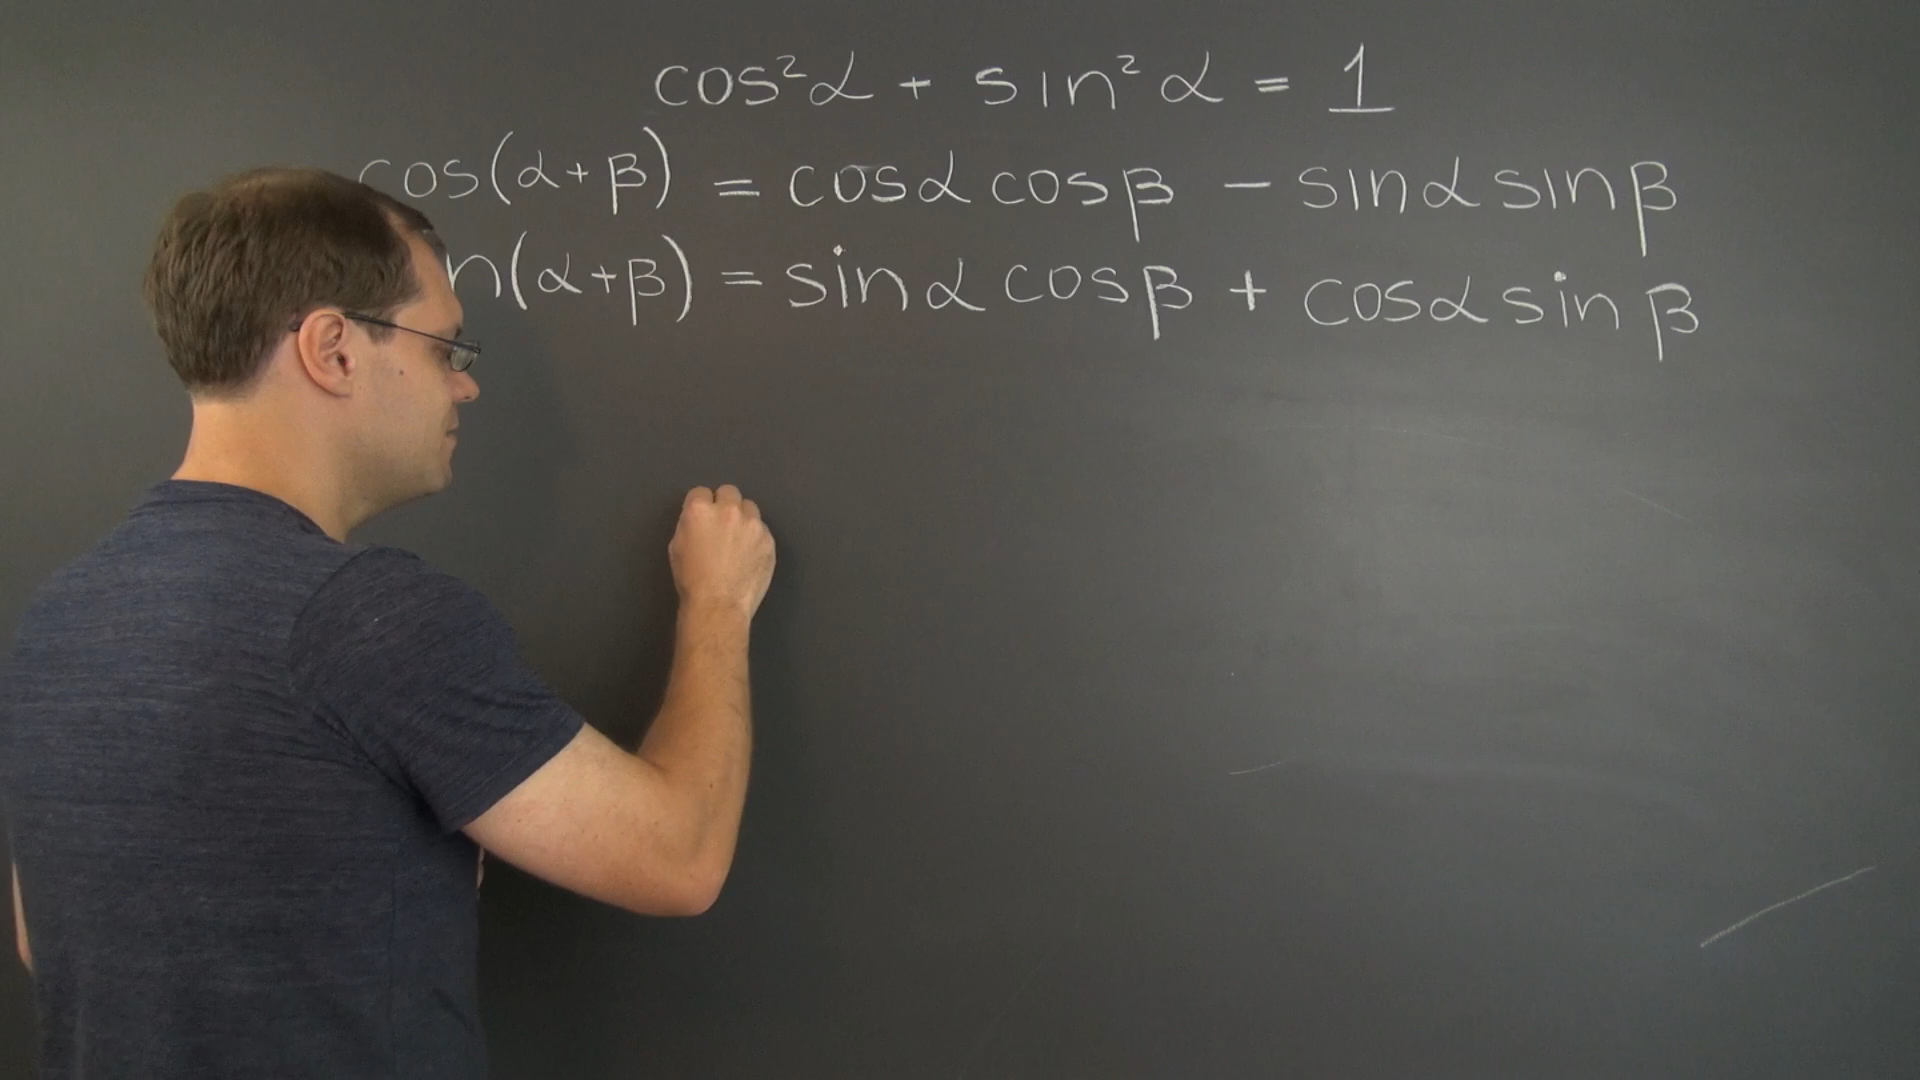 cos²α + sin²α = 1
cos(α+β) = cosα cosβ − sinα sinβ
n(α+β) = sinα cosβ + cosα sinβ